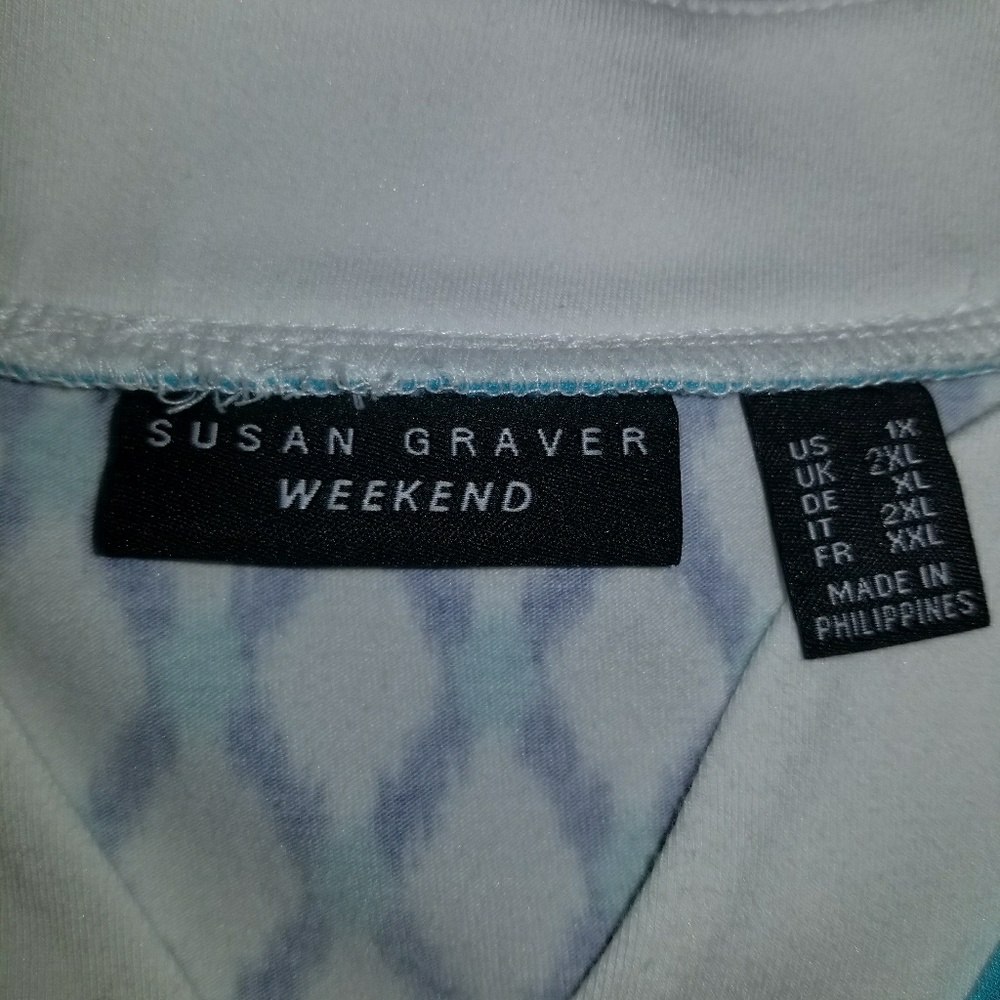 SUSAN GRAVER
WEEKEND
US 1X
UK 2XL
DE XL
IT 2XL
FR XXL
MADE IN
PHILIPPINES